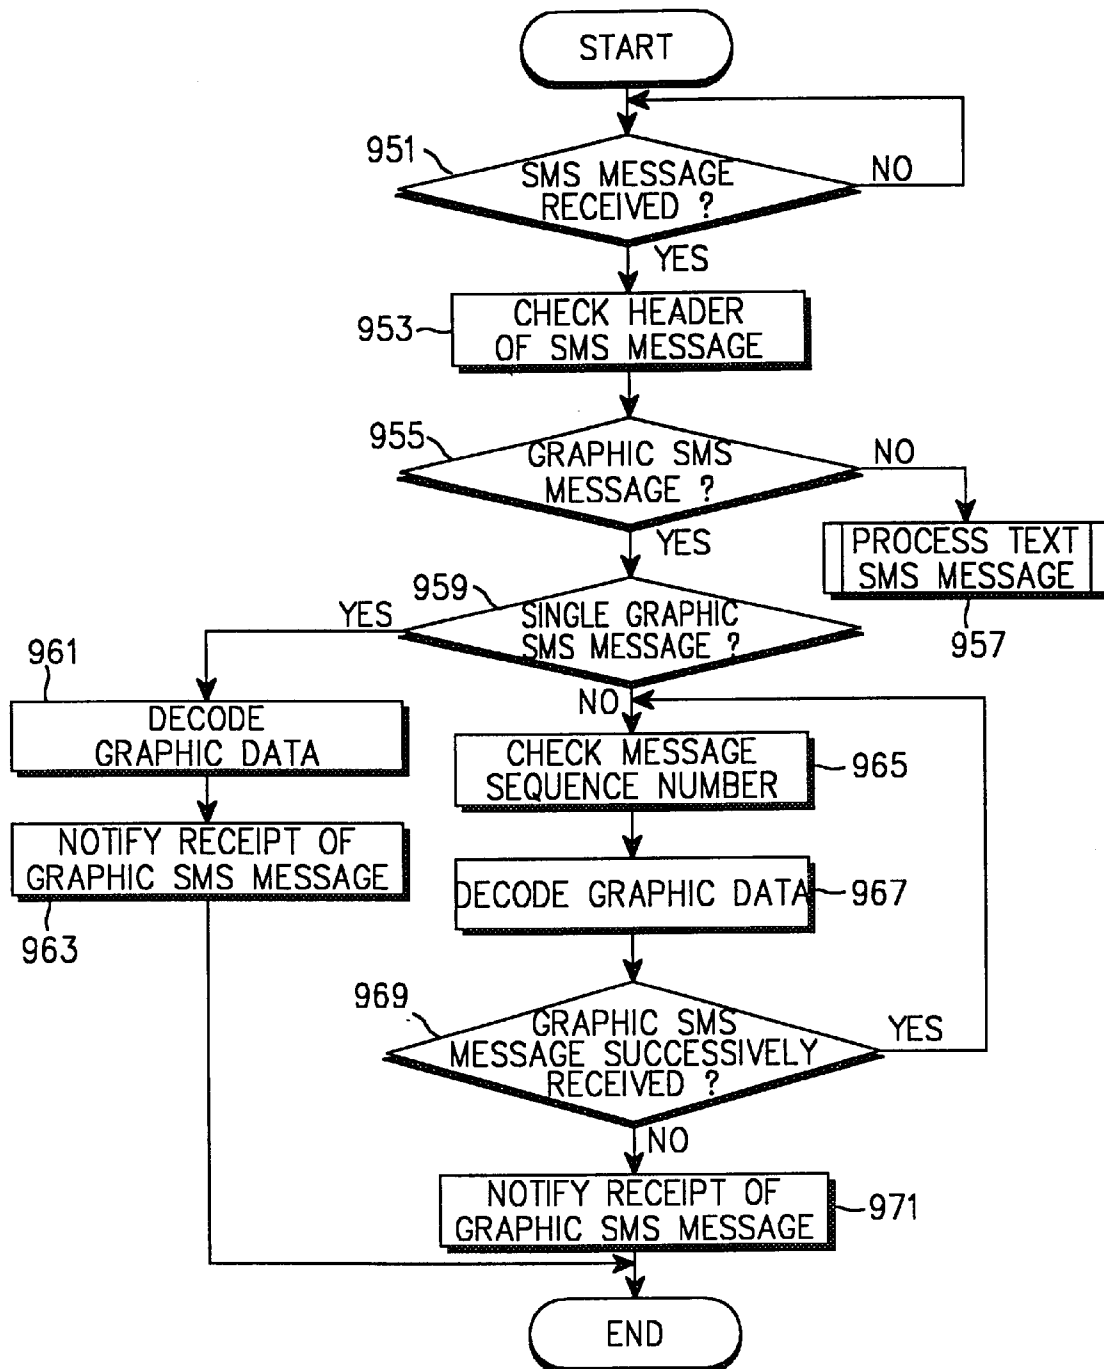 START
951
SMS MESSAGE
RECEIVED ?
NO
YES
953
CHECK HEADER
OF SMS MESSAGE
955
GRAPHIC SMS
MESSAGE ?
NO
YES
PROCESS TEXT
SMS MESSAGE
957
959
SINGLE GRAPHIC
SMS MESSAGE ?
YES
NO
961
DECODE
GRAPHIC DATA
NOTIFY RECEIPT OF
GRAPHIC SMS MESSAGE
963
CHECK MESSAGE
SEQUENCE NUMBER
965
DECODE GRAPHIC DATA
967
969
GRAPHIC SMS
MESSAGE SUCCESSIVELY
RECEIVED ?
YES
NO
NOTIFY RECEIPT OF
GRAPHIC SMS MESSAGE
971
END